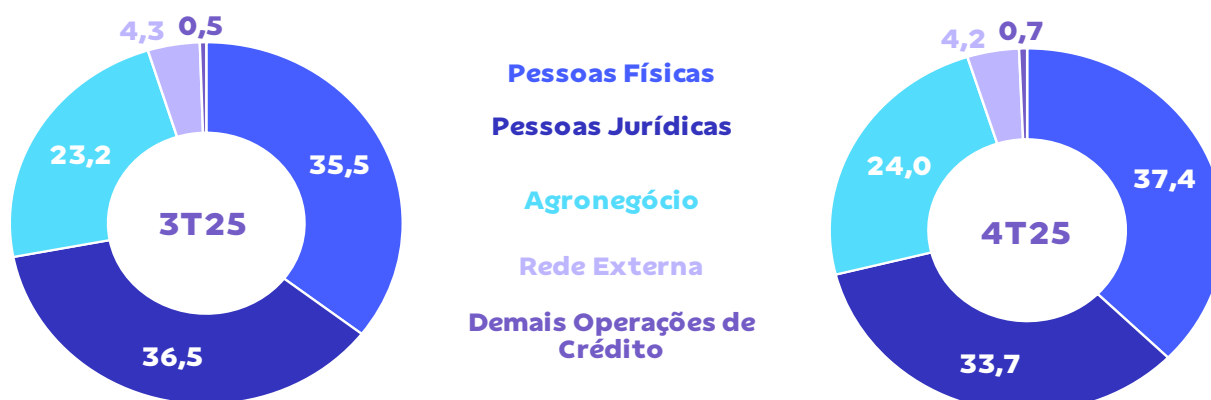 4,3 0,5
23,2
35,5
3T25
36,5
Pessoas Físicas
Pessoas Jurídicas
Agronegócio
Rede Externa
Demais Operações de
Crédito
4,2 0,7
24,0
37,4
4T25
33,7